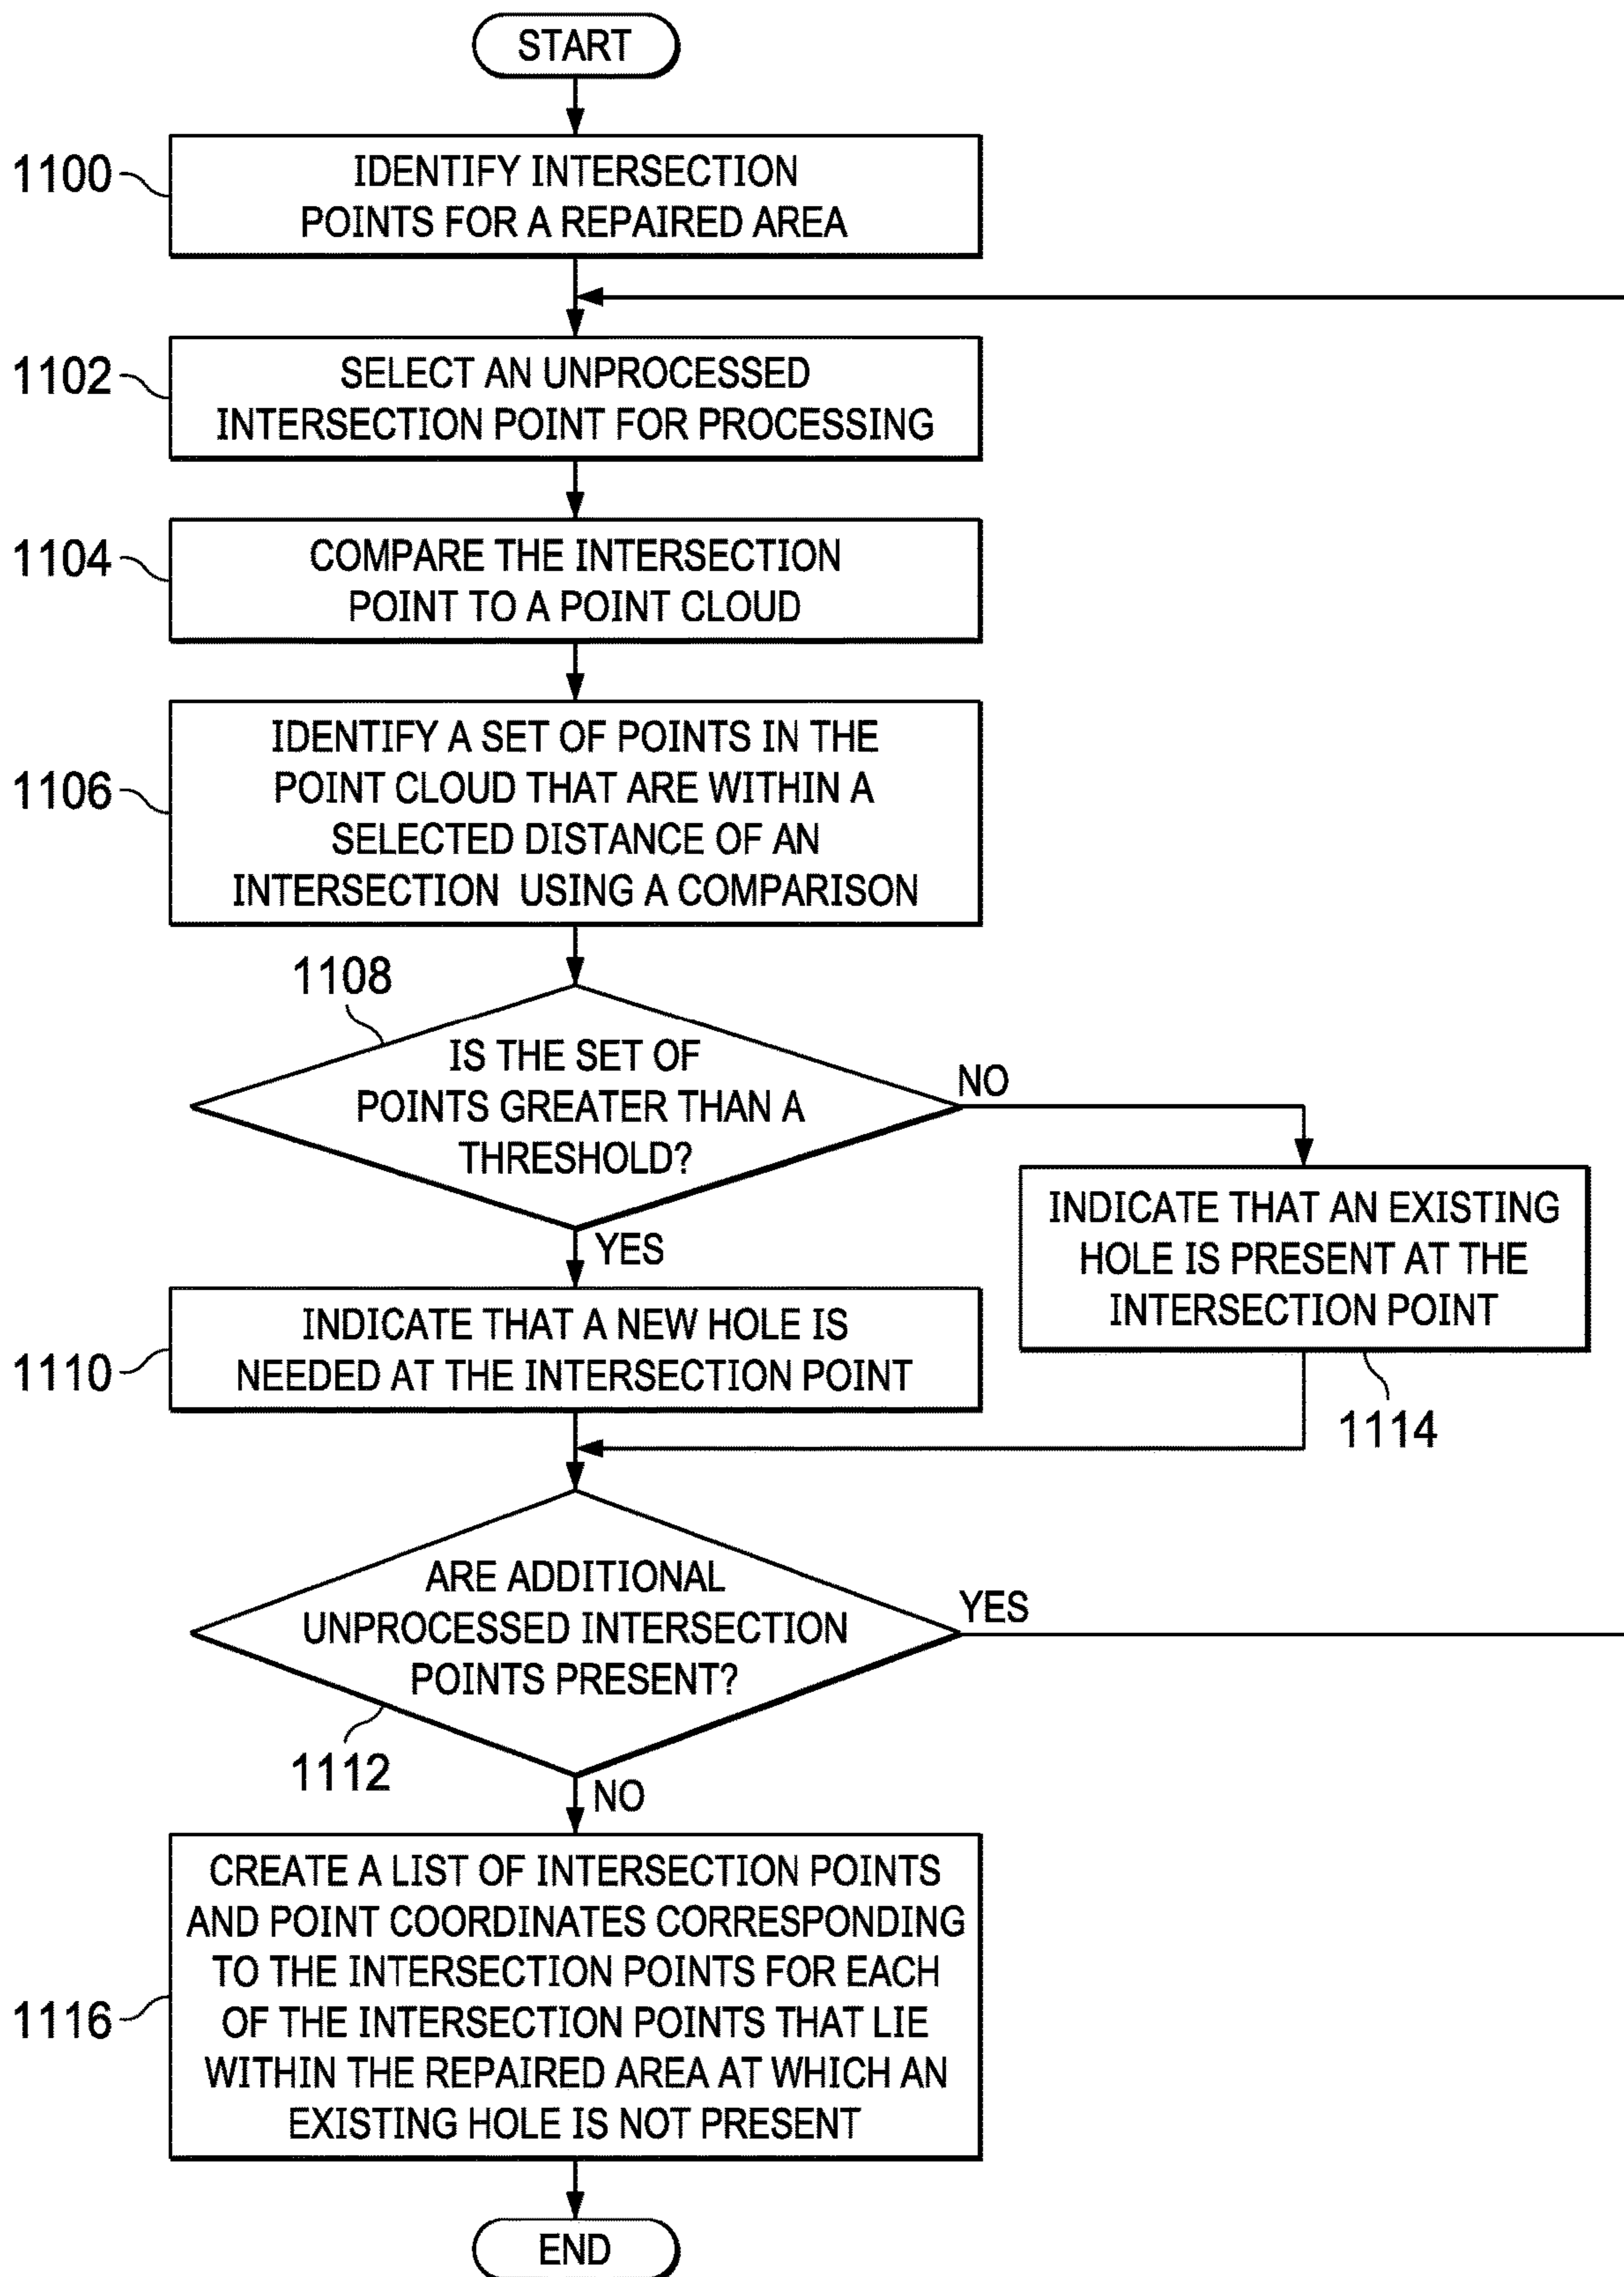 START
1100
IDENTIFY INTERSECTION
POINTS FOR A REPAIRED AREA
1102
SELECT AN UNPROCESSED
INTERSECTION POINT FOR PROCESSING
1104
COMPARE THE INTERSECTION
POINT TO A POINT CLOUD
1106
IDENTIFY A SET OF POINTS IN THE
POINT CLOUD THAT ARE WITHIN A
SELECTED DISTANCE OF AN
INTERSECTION USING A COMPARISON
1108
IS THE SET OF
POINTS GREATER THAN A
THRESHOLD?
NO
YES
INDICATE THAT AN EXISTING
HOLE IS PRESENT AT THE
INTERSECTION POINT
1114
1110
INDICATE THAT A NEW HOLE IS
NEEDED AT THE INTERSECTION POINT
ARE ADDITIONAL
UNPROCESSED INTERSECTION
POINTS PRESENT?
YES
1112
NO
1116
CREATE A LIST OF INTERSECTION POINTS
AND POINT COORDINATES CORRESPONDING
TO THE INTERSECTION POINTS FOR EACH
OF THE INTERSECTION POINTS THAT LIE
WITHIN THE REPAIRED AREA AT WHICH AN
EXISTING HOLE IS NOT PRESENT
END